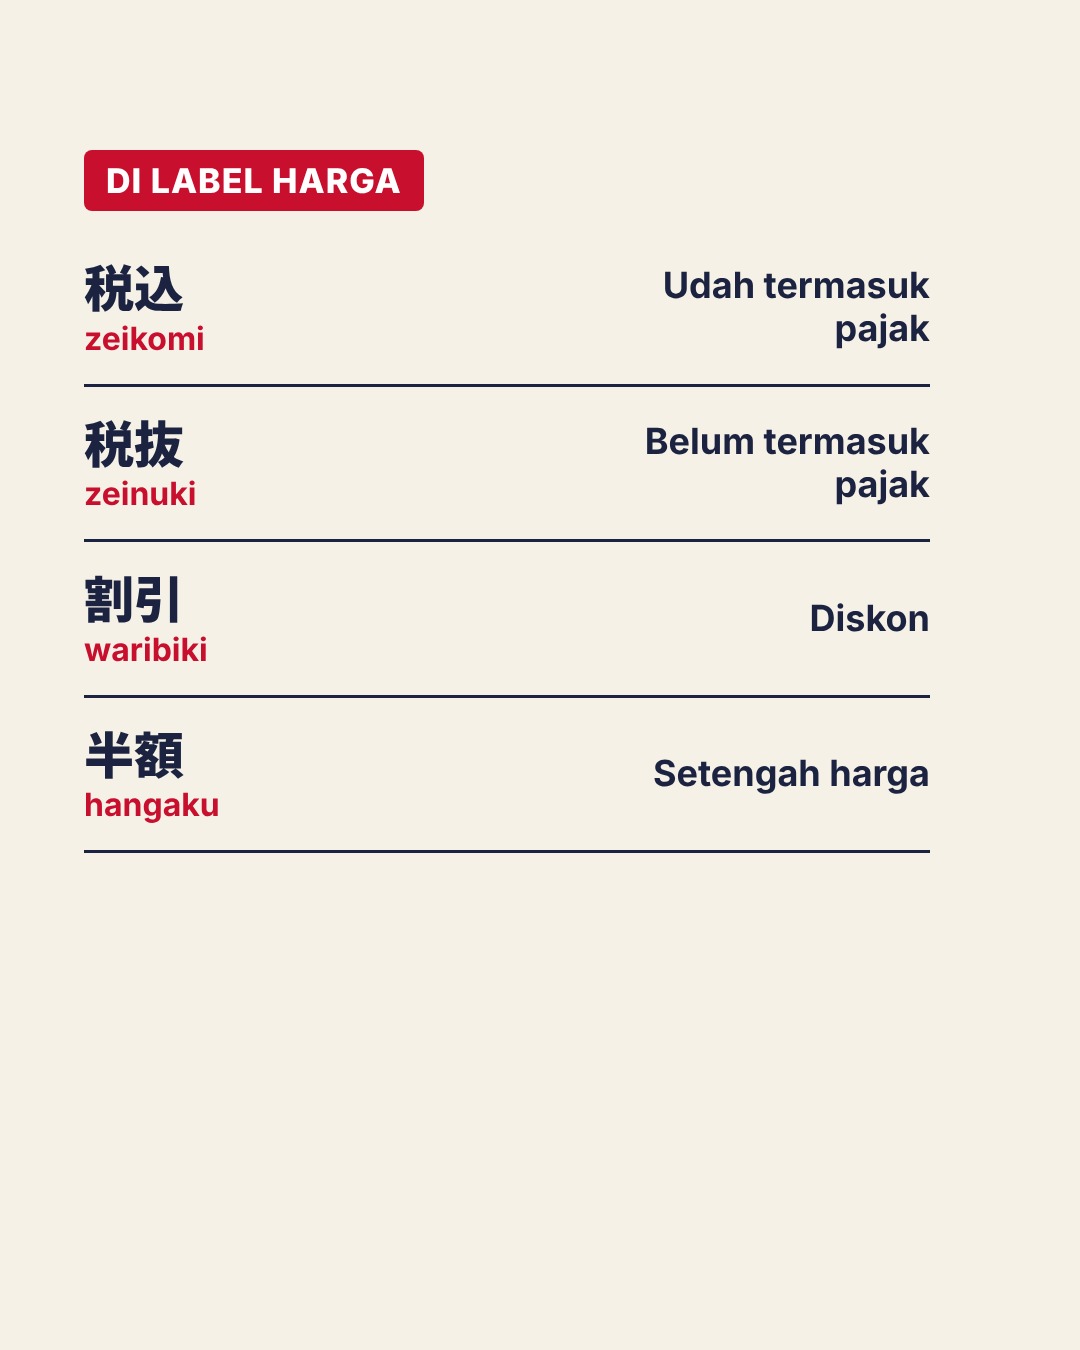 DI LABEL HARGA
税込
zeikomi
Udah termasuk
pajak
税抜
zeinuki
Belum termasuk
pajak
割引
waribiki
Diskon
半額
hangaku
Setengah harga